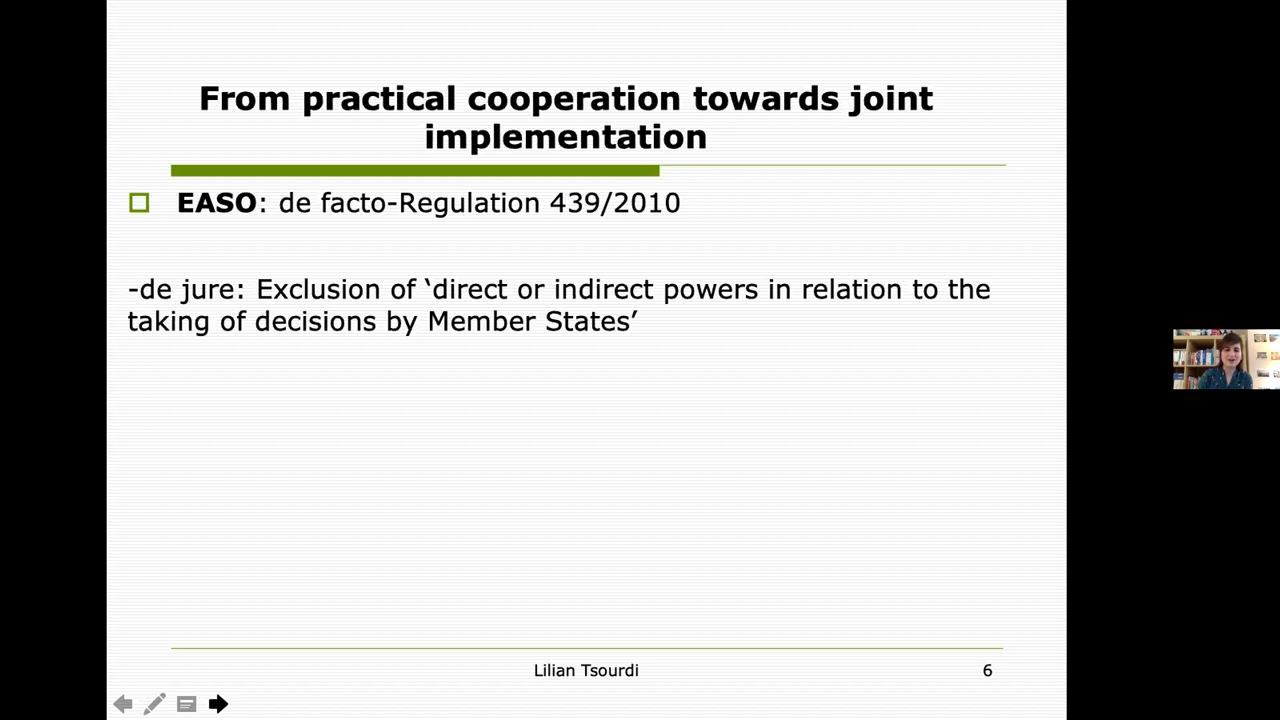 From practical cooperation towards joint
implementation
EASO: de facto-Regulation 439/2010
-de jure: Exclusion of ‘direct or indirect powers in relation to the
taking of decisions by Member States’
Lilian Tsourdi
6